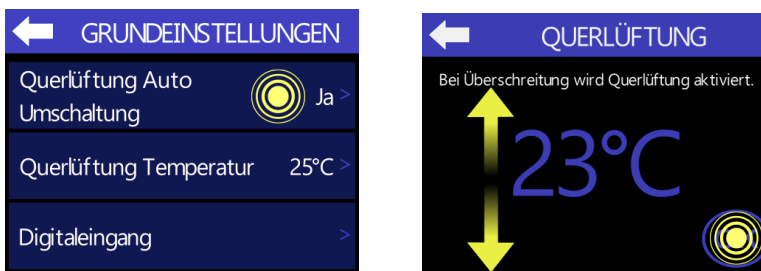 GRUNDEINSTELLUNGEN
Querlüftung Auto
Umschaltung
Ja >
Querlüftung Temperatur 25°C >
Digitaleingang >
QUERLÜFTUNG
Bei Überschreitung wird Querlüftung aktiviert.
23°C